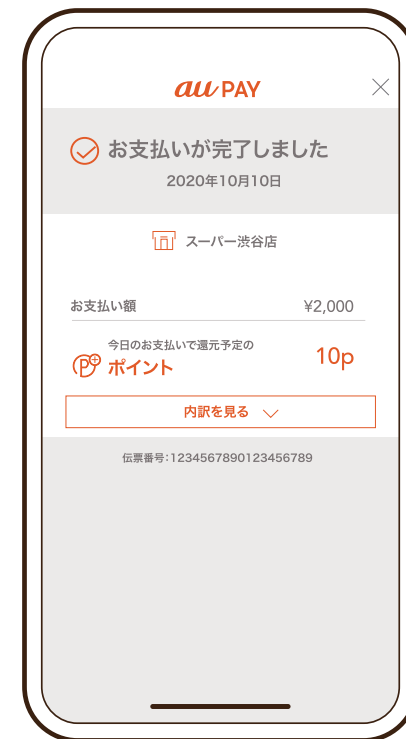 au PAY
お支払いが完了しました
2020年10月10日
スーパー渋谷店
お支払い額 ¥2,000
今日のお支払いで還元予定の
ポイント 10p
内訳を見る
伝票番号:1234567890123456789